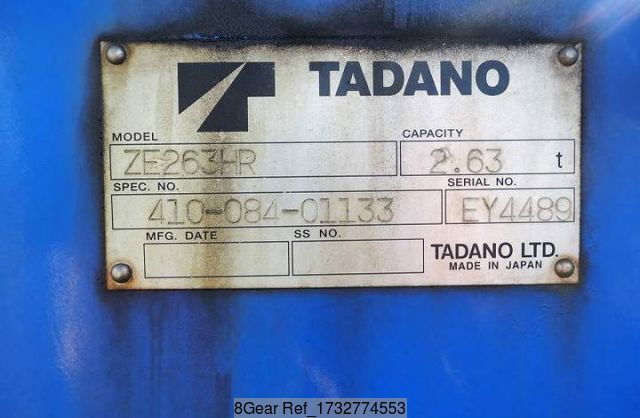 TADANO
MODEL CAPACITY
ZE263HR 2.63 t
SPEC. NO. SERIAL NO.
410-084-01133 EY4489
MFG. DATE SS NO.
TADANO LTD.
MADE IN JAPAN
8Gear Ref_1732774553